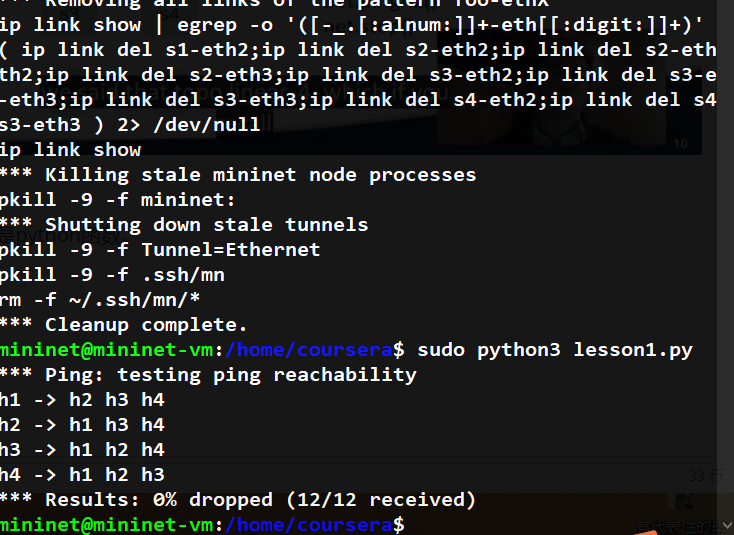 *** Removing all links of the pattern foo-ethX
ip link show | egrep -o '([-_.[:alnum:]]+-eth[[:digit:]]+)'
( ip link del s1-eth2;ip link del s2-eth2;ip link del s2-eth
th2;ip link del s2-eth3;ip link del s3-eth2;ip link del s3-e
-eth3;ip link del s3-eth3;ip link del s4-eth2;ip link del s4
s3-eth3 ) 2> /dev/null
ip link show
*** Killing stale mininet node processes
pkill -9 -f mininet:
*** Shutting down stale tunnels
pkill -9 -f Tunnel=Ethernet
pkill -9 -f .ssh/mn
rm -f ~/.ssh/mn/*
*** Cleanup complete.
mininet@mininet-vm:/home/coursera$ sudo python3 lesson1.py
*** Ping: testing ping reachability
h1 -> h2 h3 h4
h2 -> h1 h3 h4
h3 -> h1 h2 h4
h4 -> h1 h2 h3
*** Results: 0% dropped (12/12 received)
mininet@mininet-vm:/home/coursera$
10
33 行